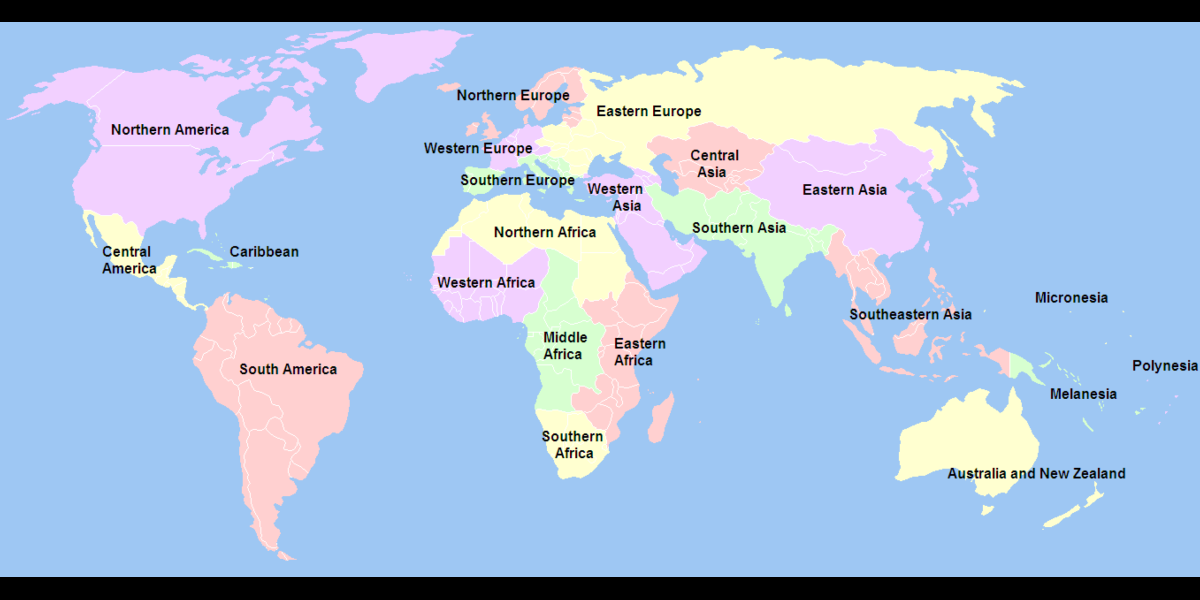 Northern Europe
Eastern Europe
Northern America
Western Europe
Central
Asia
Southern Europe
Western
Asia
Eastern Asia
Southern Asia
Northern Africa
Central
America
Caribbean
Western Africa
Micronesia
Southeastern Asia
Middle
Africa
Eastern
Africa
South America
Polynesia
Melanesia
Southern
Africa
Australia and New Zealand